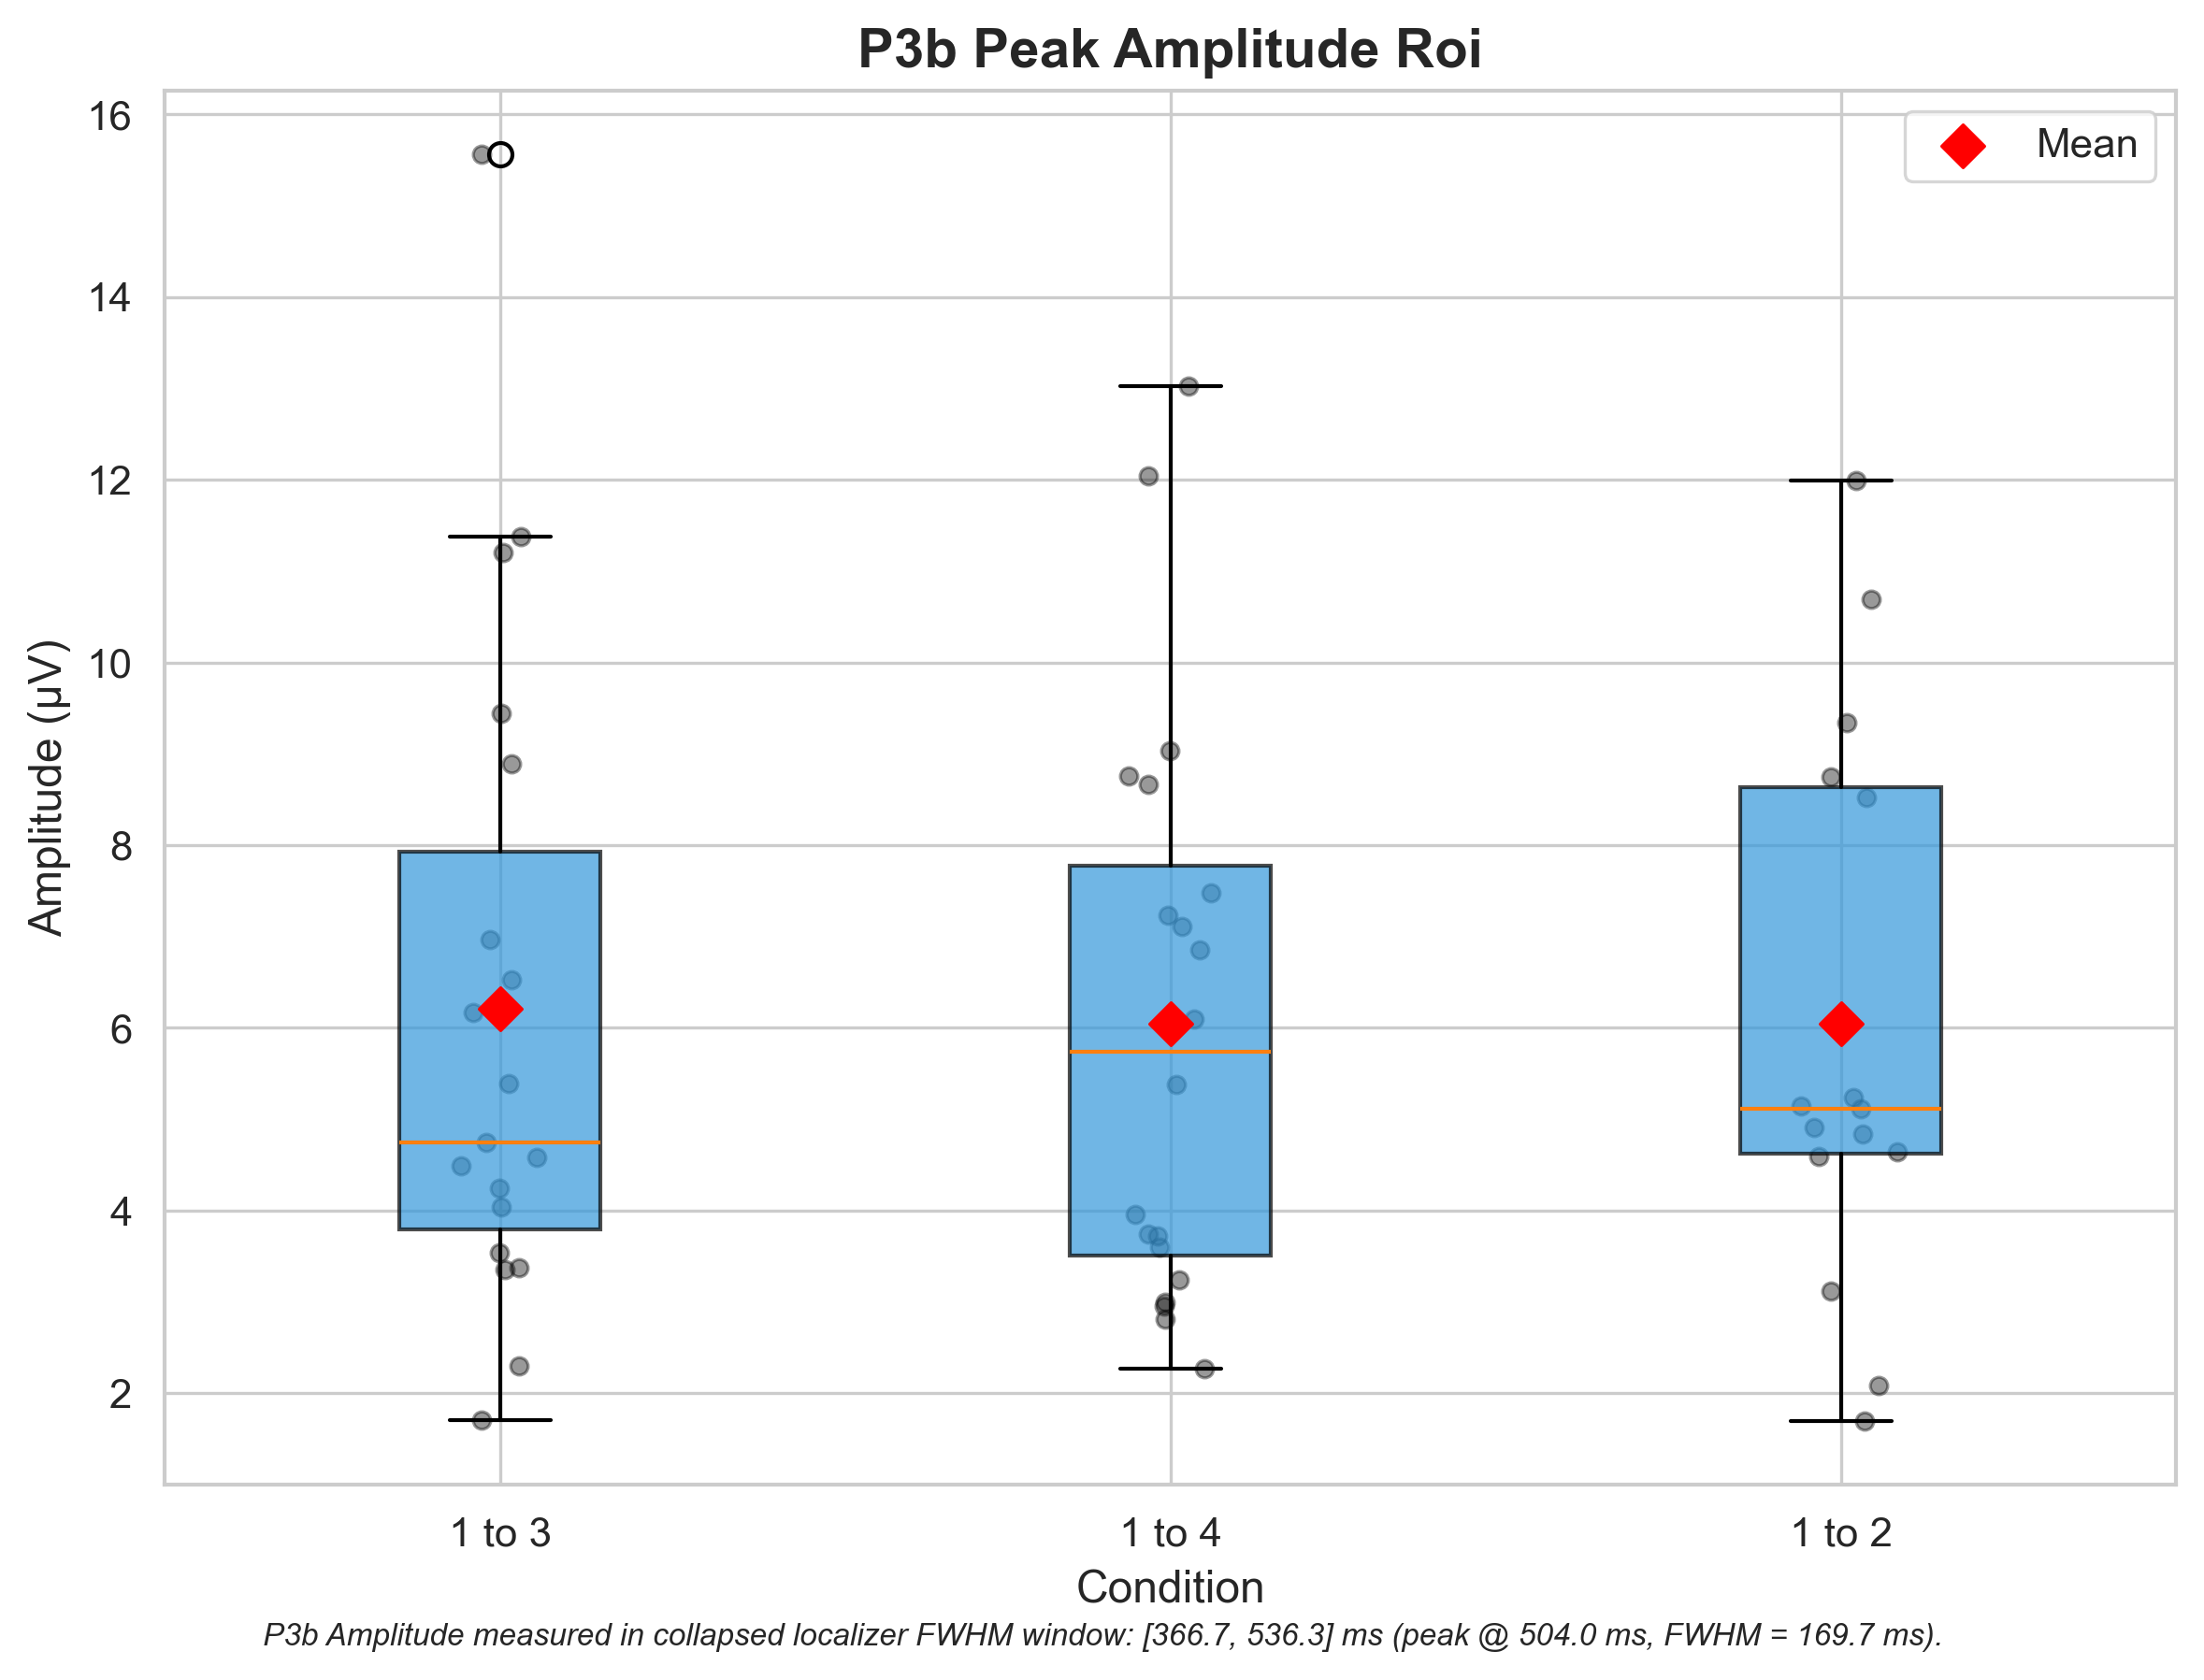 P3b Peak Amplitude Roi
Mean
Amplitude (µV)
16
14
12
10
8
6
4
2
1 to 3
1 to 4
1 to 2
Condition
P3b Amplitude measured in collapsed localizer FWHM window: [366.7, 536.3] ms (peak @ 504.0 ms, FWHM = 169.7 ms).